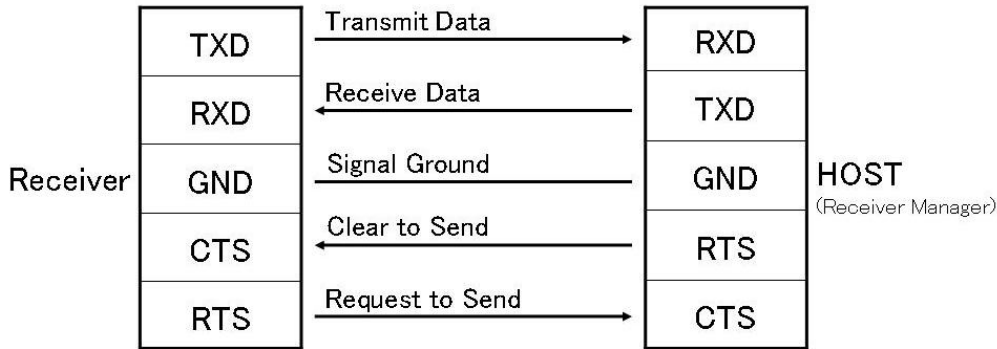 TXD Transmit Data RXD
RXD Receive Data TXD
Receiver GND Signal Ground GND HOST
(Receiver Manager)
CTS Clear to Send RTS
RTS Request to Send CTS